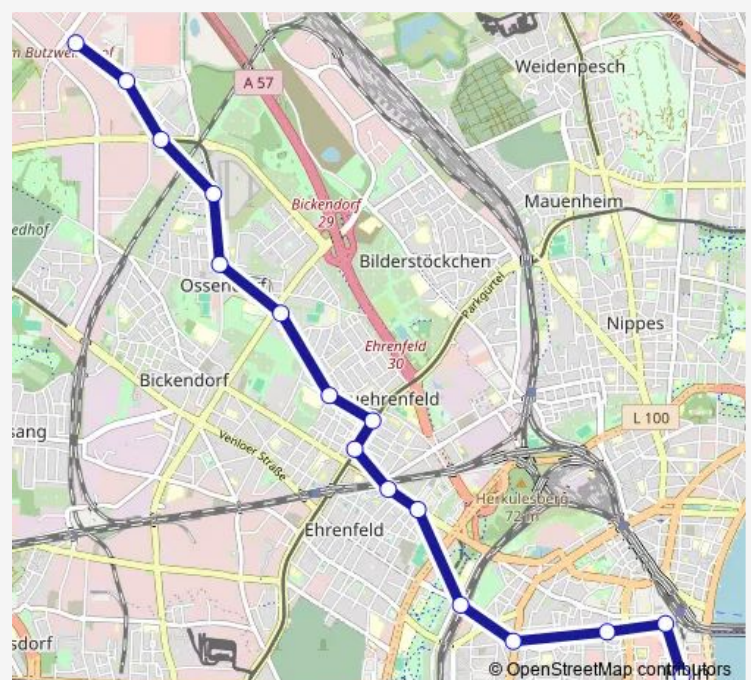 Weidenpesch
A 57
Bickendorf
29
Mauenheim
Bilderstöckchen
Parkgürtel
Nippes
Ehrenfeld
30
Bickendorf
L 100
Venloer Straße
Herkulesberg
72 m
Ehrenfeld
© OpenStreetMap contributors